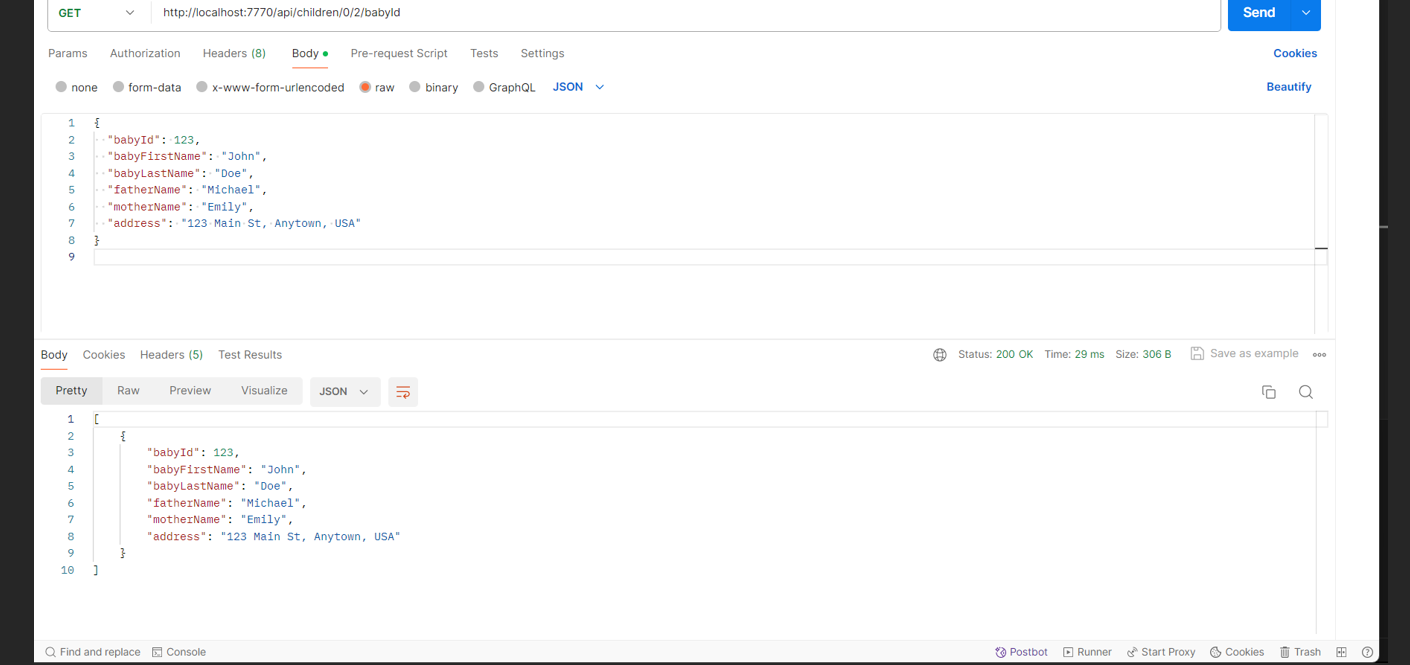 GET http://localhost:7770/api/children/0/2/babyId Send
Params Authorization Headers (8) Body Pre-request Script Tests Settings Cookies
none form-data x-www-form-urlencoded raw binary GraphQL JSON Beautify
1 {
2 "babyId": 123,
3 "babyFirstName": "John",
4 "babyLastName": "Doe",
5 "fatherName": "Michael",
6 "motherName": "Emily",
7 "address": "123 Main St, Anytown, USA"
8 }
9
Body Cookies Headers (5) Test Results Status: 200 OK Time: 29 ms Size: 306 B Save as example
Pretty Raw Preview Visualize JSON
1 [
2 {
3 "babyId": 123,
4 "babyFirstName": "John",
5 "babyLastName": "Doe",
6 "fatherName": "Michael",
7 "motherName": "Emily",
8 "address": "123 Main St, Anytown, USA"
9 }
10 ]
Find and replace Console Postbot Runner Start Proxy Cookies Trash